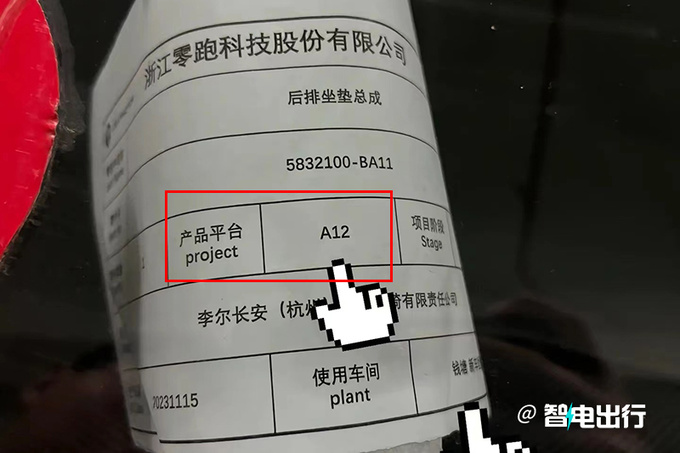 浙江零跑科技股份有限公司
后排坐垫总成
5832100-BA11
产品平台 A12 项目阶段
project Stage
李尔长安（杭州 有限责任公司
20231115 使用车间 钱塘
plant
@智电出行